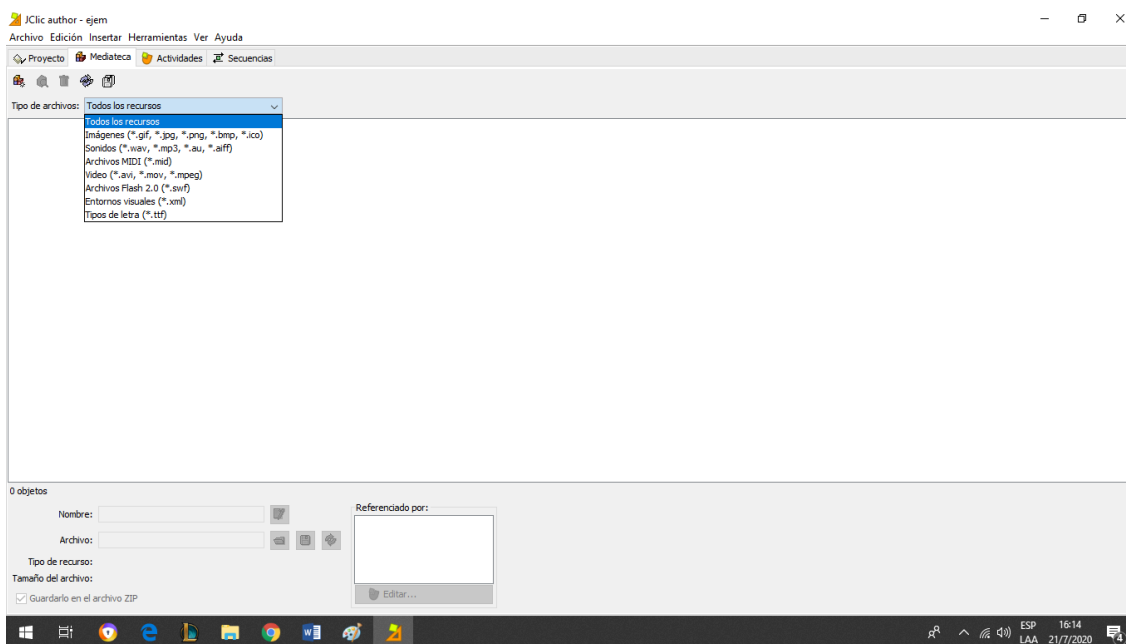 JClic author - ejem
Archivo Edición Insertar Herramientas Ver Ayuda
Proyecto Mediateca Actividades Secuencias
Tipo de archivos: Todos los recursos
Todos los recursos
Imágenes (*.gif, *.jpg, *.png, *.bmp, *.ico)
Sonidos (*.wav, *.mp3, *.au, *.aiff)
Archivos MIDI (*.mid)
Video (*.avi, *.mov, *.mpeg)
Archivos Flash 2.0 (*.swf)
Entornos visuales (*.xml)
Tipos de letra (*.ttf)
0 objetos
Nombre:
Archivo:
Tipo de recurso:
Tamaño del archivo:
Guardarlo en el archivo ZIP
Referenciado por:
Editar...
ESP 16:14
LAA 21/7/2020 4